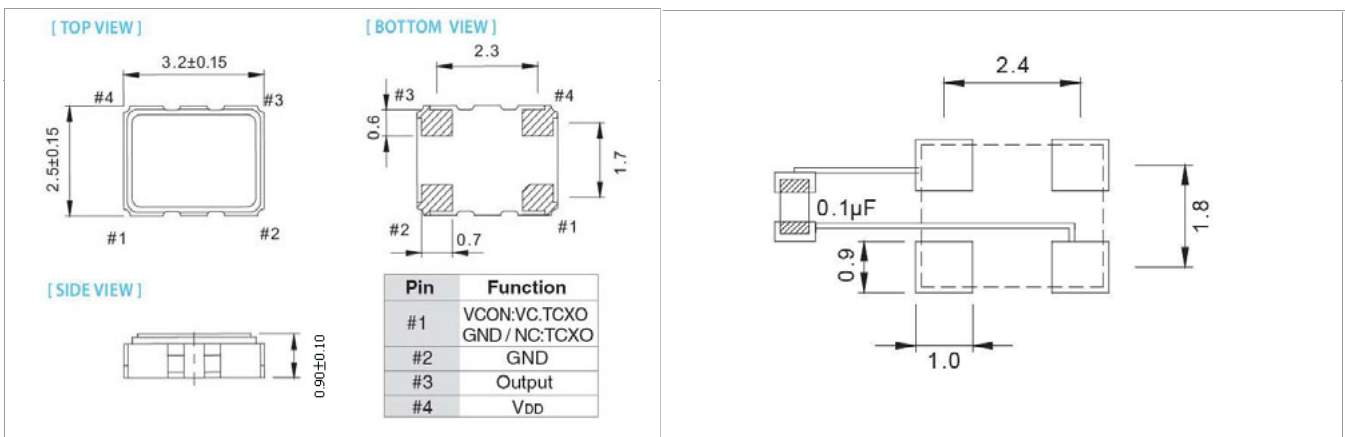 [ TOP VIEW ]
3.2±0.15
#4
#3
2.5±0.15
#1
#2
[ BOTTOM VIEW ]
2.3
#3
#4
0.6
1.7
#2
#1
0.7
[ SIDE VIEW ]
0.90±0.10
Pin Function
#1 VCON:VC.TCXO
GND / NC:TCXO
#2 GND
#3 Output
#4 VDD
2.4
0.1µF
1.8
0.9
1.0